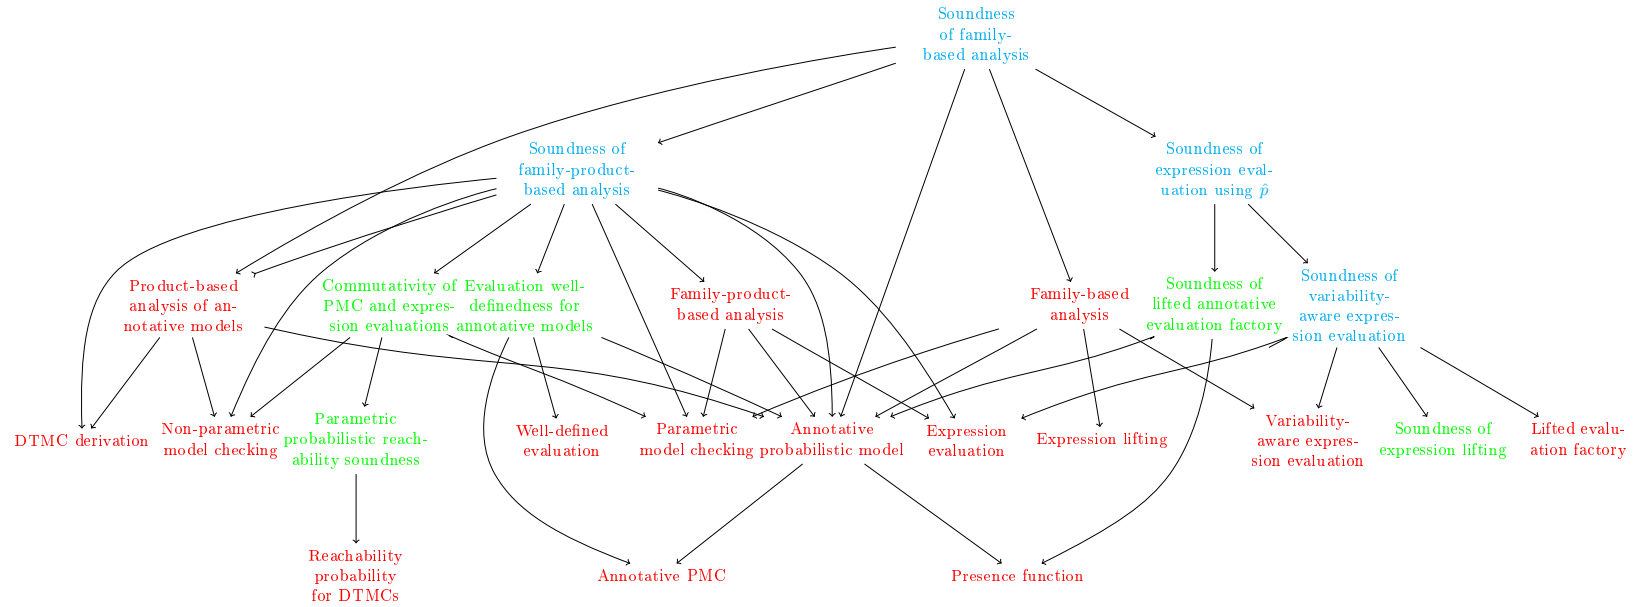 Soundness
of family-
based analysis
Soundness of
family-product-
based analysis
Soundness of
expression eval-
uation using p̂
Product-based
analysis of an-
notative models
Commutativity of
PMC and expres-
sion evaluations
Evaluation well-
definedness for
annotative models
Family-product-
based analysis
Family-based
analysis
Soundness of
lifted annotative
evaluation factory
Soundness of
variability-
aware expres-
sion evaluation
DTMC derivation
Non-parametric
model checking
Parametric
probabilistic reach-
ability soundness
Well-defined
evaluation
Parametric
model checking
Annotative
probabilistic model
Expression
evaluation
Expression lifting
Variability-
aware expres-
sion evaluation
Soundness of
expression lifting
Lifted evalu-
ation factory
Reachability
probability
for DTMCs
Annotative PMC
Presence function